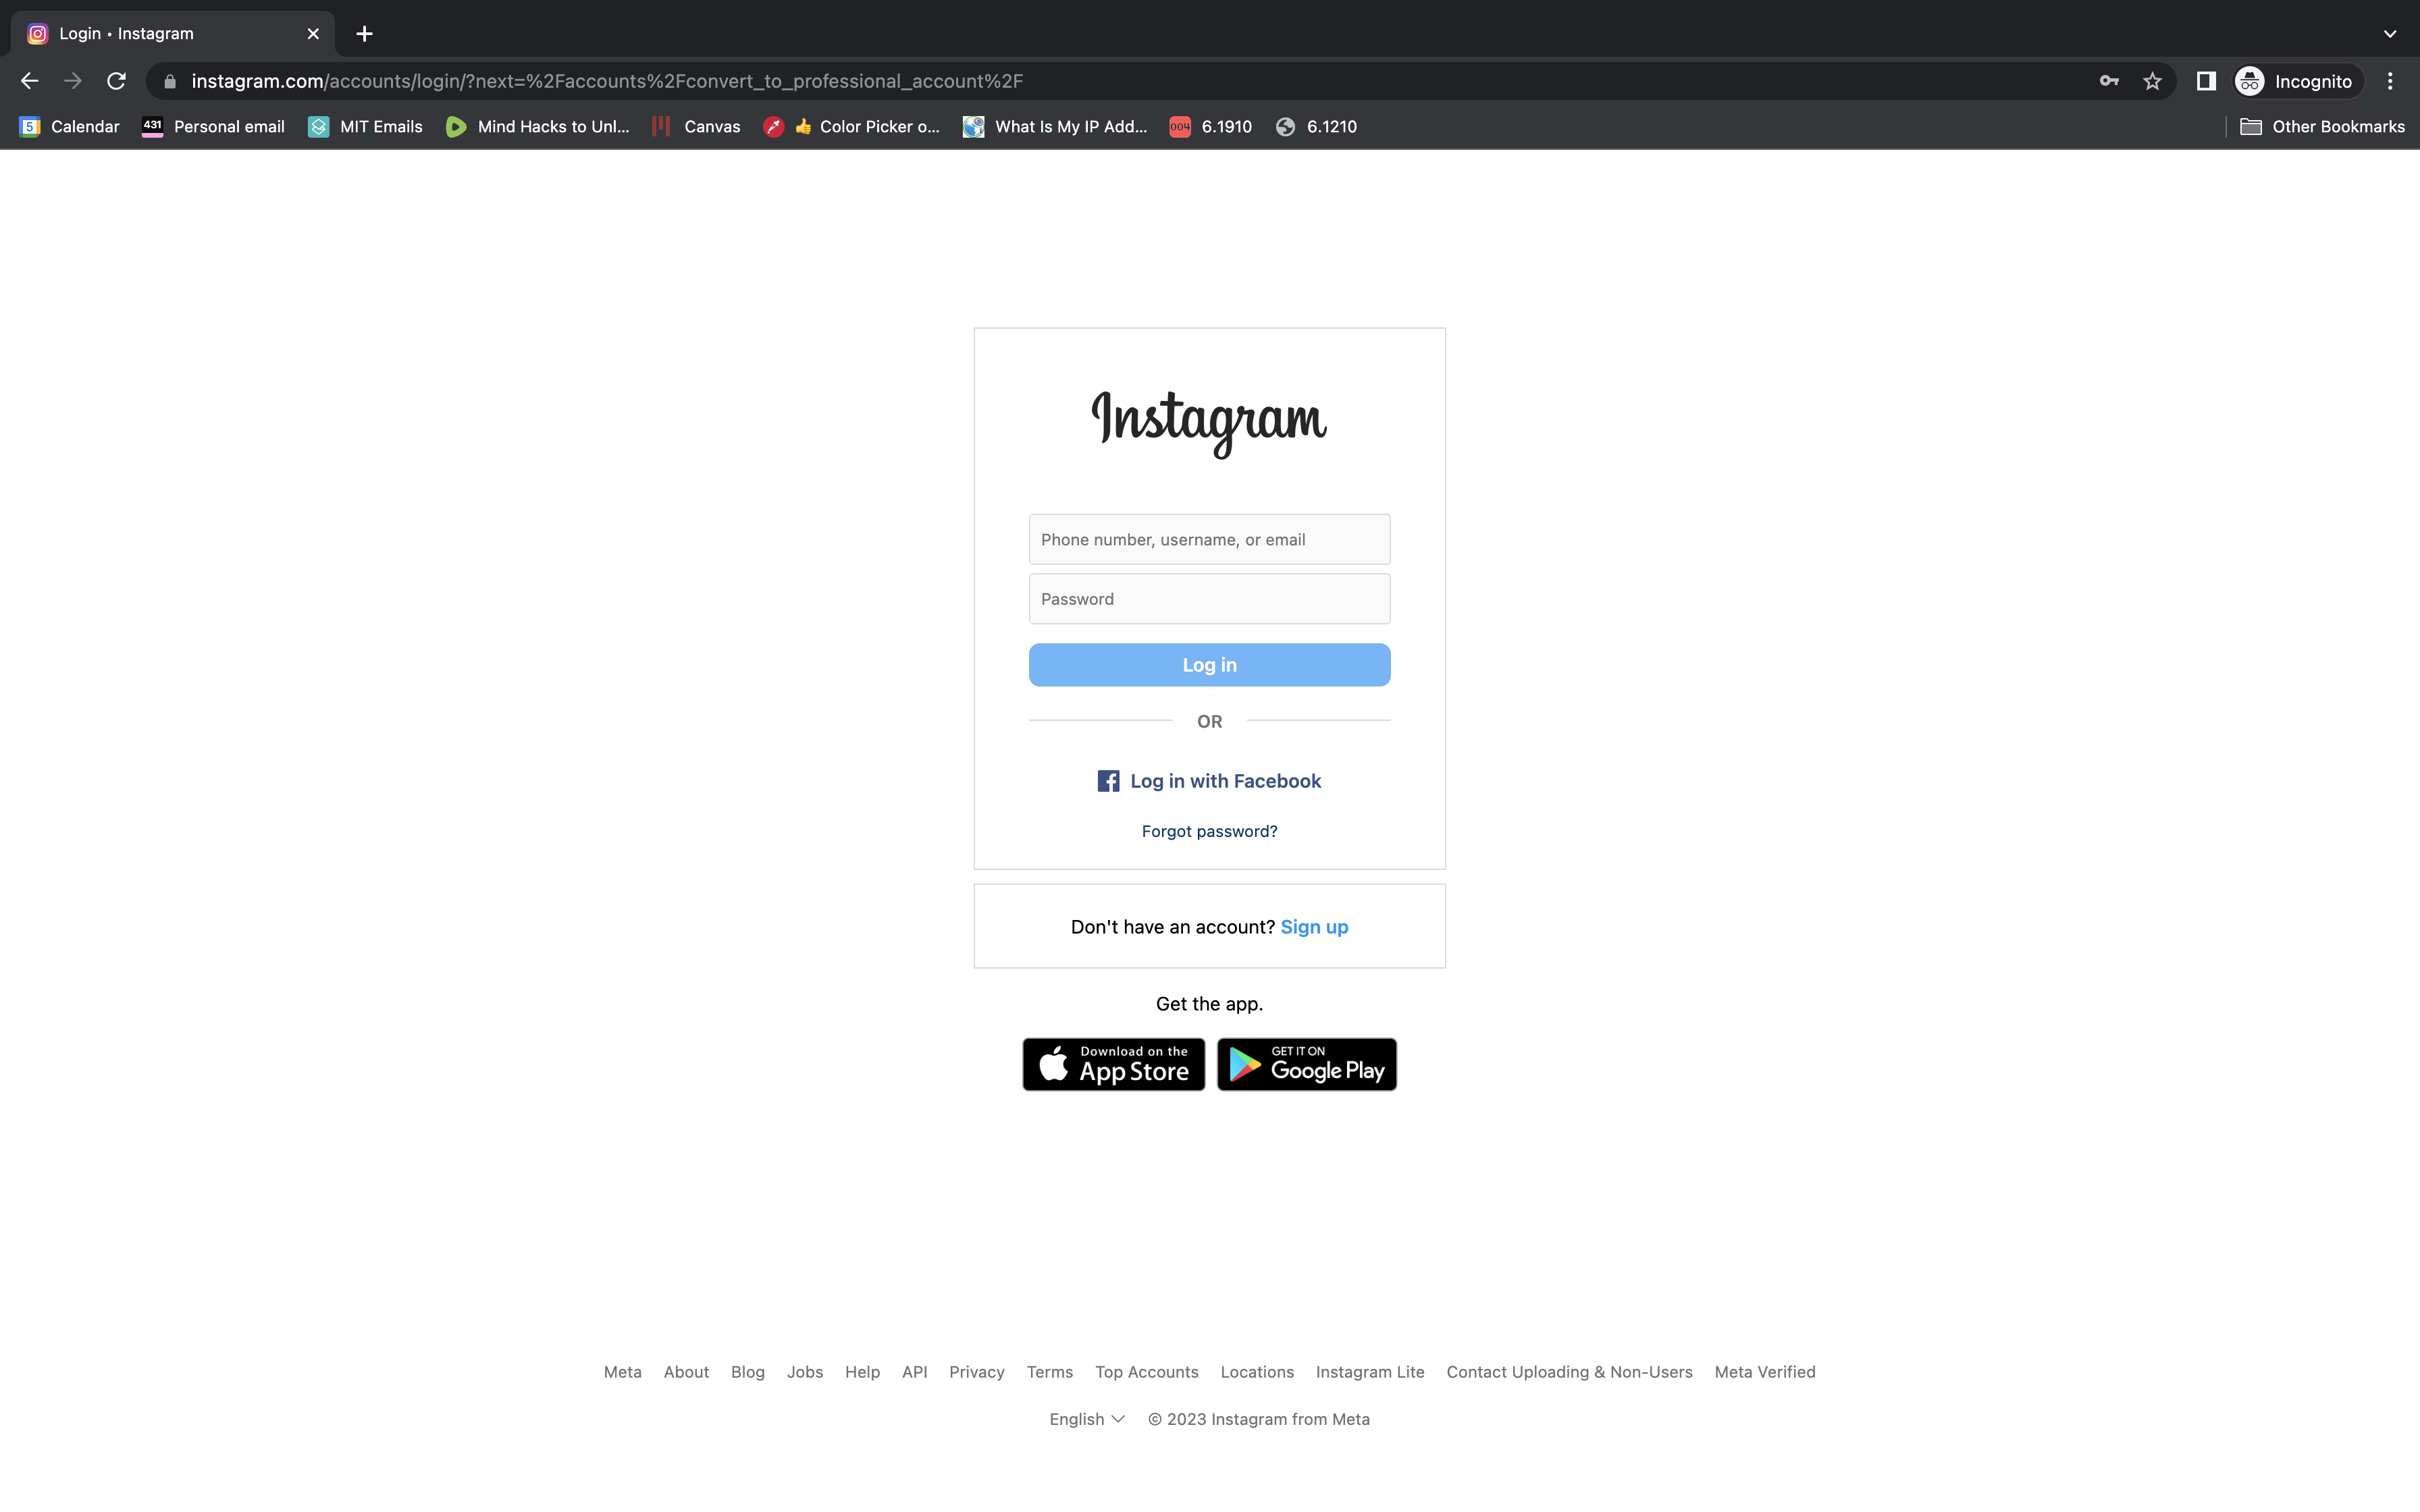 Login • Instagram
instagram.com/accounts/login/?next=%2Faccounts%2Fconvert_to_professional_account%2F
Incognito
5 Calendar 431 Personal email MIT Emails Mind Hacks to Unl... Canvas 👍 Color Picker o... What Is My IP Add... 004 6.1910 6.1210 Other Bookmarks
Instagram
Phone number, username, or email
Password
Log in
OR
Log in with Facebook
Forgot password?
Don't have an account? Sign up
Get the app.
Download on the
App Store
GET IT ON
Google Play
Meta About Blog Jobs Help API Privacy Terms Top Accounts Locations Instagram Lite Contact Uploading & Non-Users Meta Verified
English © 2023 Instagram from Meta